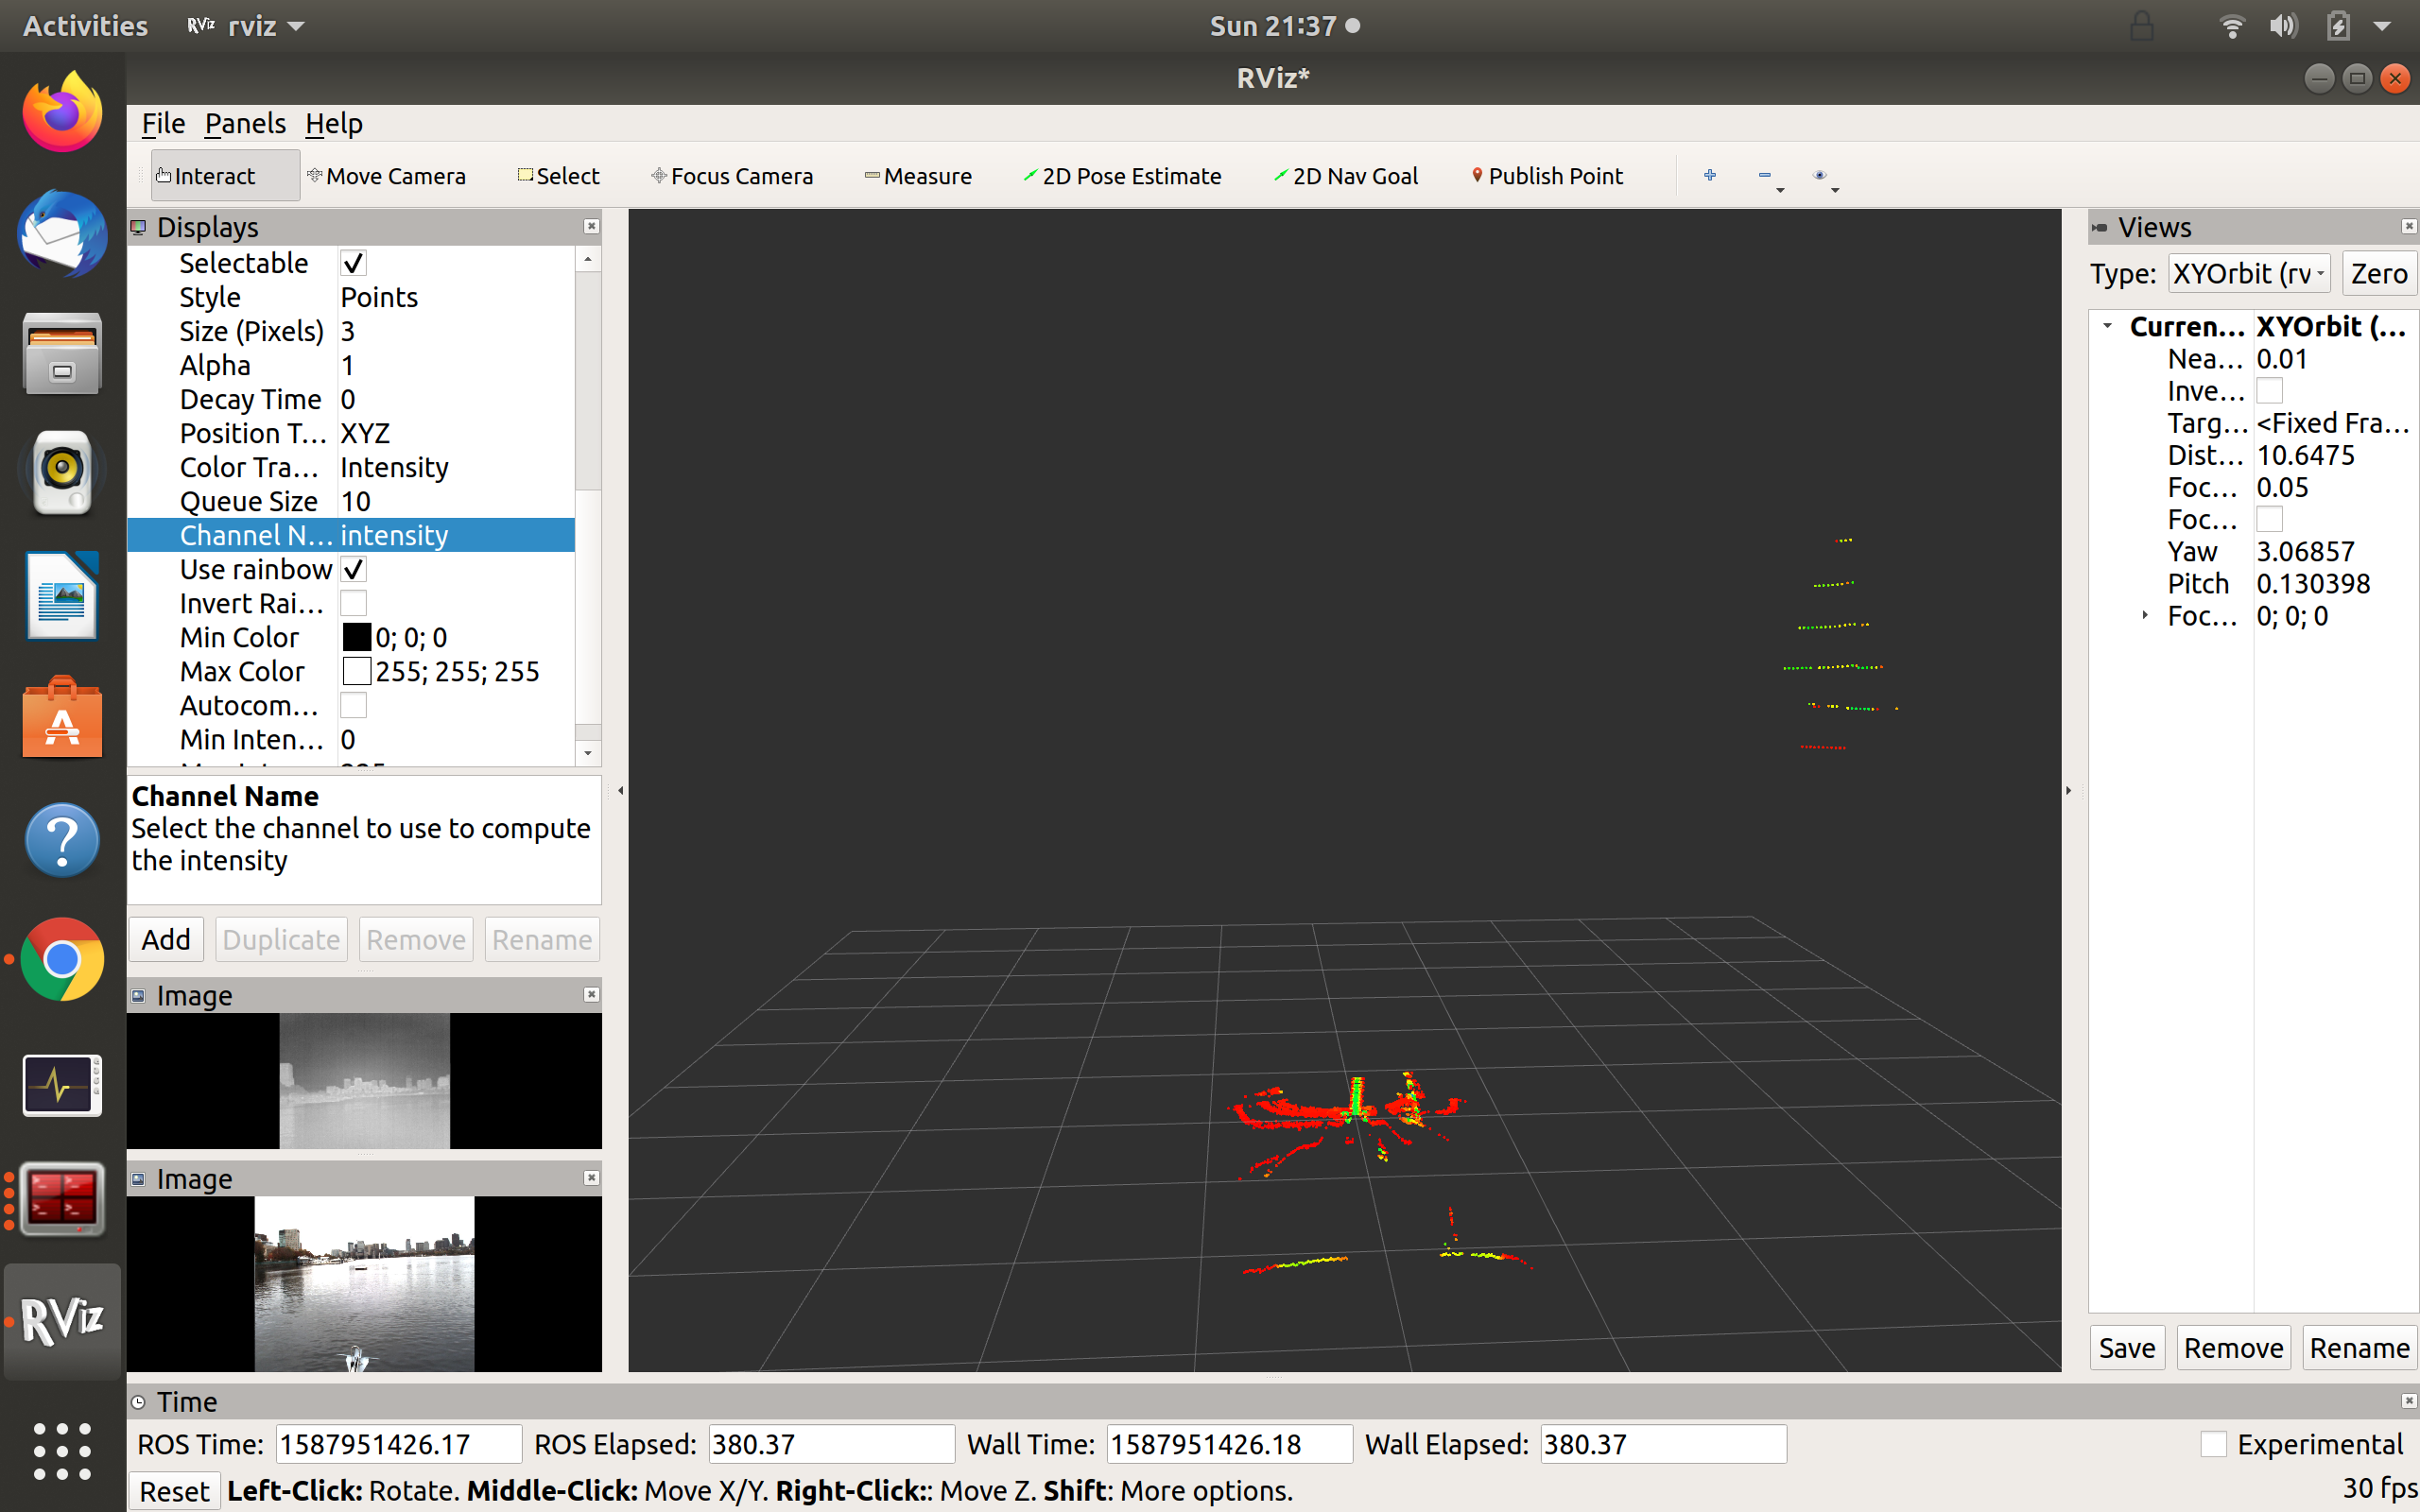 Activities RViz rviz Sun 21:37
RViz*
File Panels Help
Interact Move Camera Select Focus Camera Measure 2D Pose Estimate 2D Nav Goal Publish Point
Displays
Selectable
Style Points
Size (Pixels) 3
Alpha 1
Decay Time 0
Position T... XYZ
Color Tra... Intensity
Queue Size 10
Channel N... intensity
Use rainbow
Invert Rai...
Min Color 0; 0; 0
Max Color 255; 255; 255
Autocom...
Min Inten... 0
Channel Name
Select the channel to use to compute
the intensity
Add Duplicate Remove Rename
Image
Image
RViz
Views
Type: XYOrbit (rv Zero
Curren... XYOrbit (...
Nea... 0.01
Inve...
Targ... <Fixed Fra...
Dist... 10.6475
Foc... 0.05
Foc...
Yaw 3.06857
Pitch 0.130398
Foc... 0; 0; 0
Save Remove Rename
Time
ROS Time: 1587951426.17 ROS Elapsed: 380.37 Wall Time: 1587951426.18 Wall Elapsed: 380.37 Experimental
Reset Left-Click: Rotate. Middle-Click: Move X/Y. Right-Click:: Move Z. Shift: More options. 30 fps